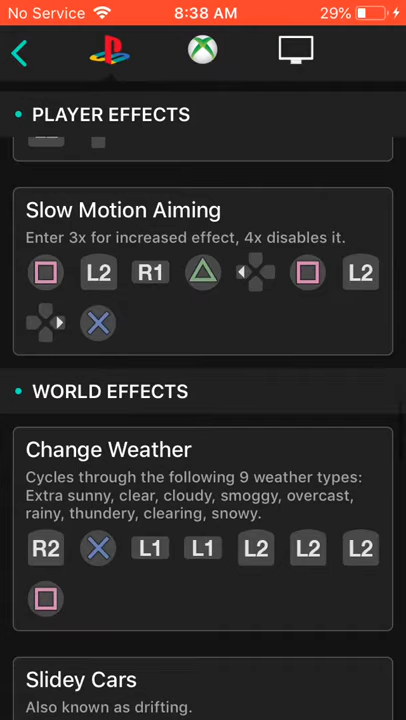 No Service 8:38 AM 29%
PLAYER EFFECTS
Slow Motion Aiming
Enter 3x for increased effect, 4x disables it.
L2 R1 L2
WORLD EFFECTS
Change Weather
Cycles through the following 9 weather types:
Extra sunny, clear, cloudy, smoggy, overcast,
rainy, thundery, clearing, snowy.
R2 L1 L1 L2 L2 L2
Slidey Cars
Also known as drifting.